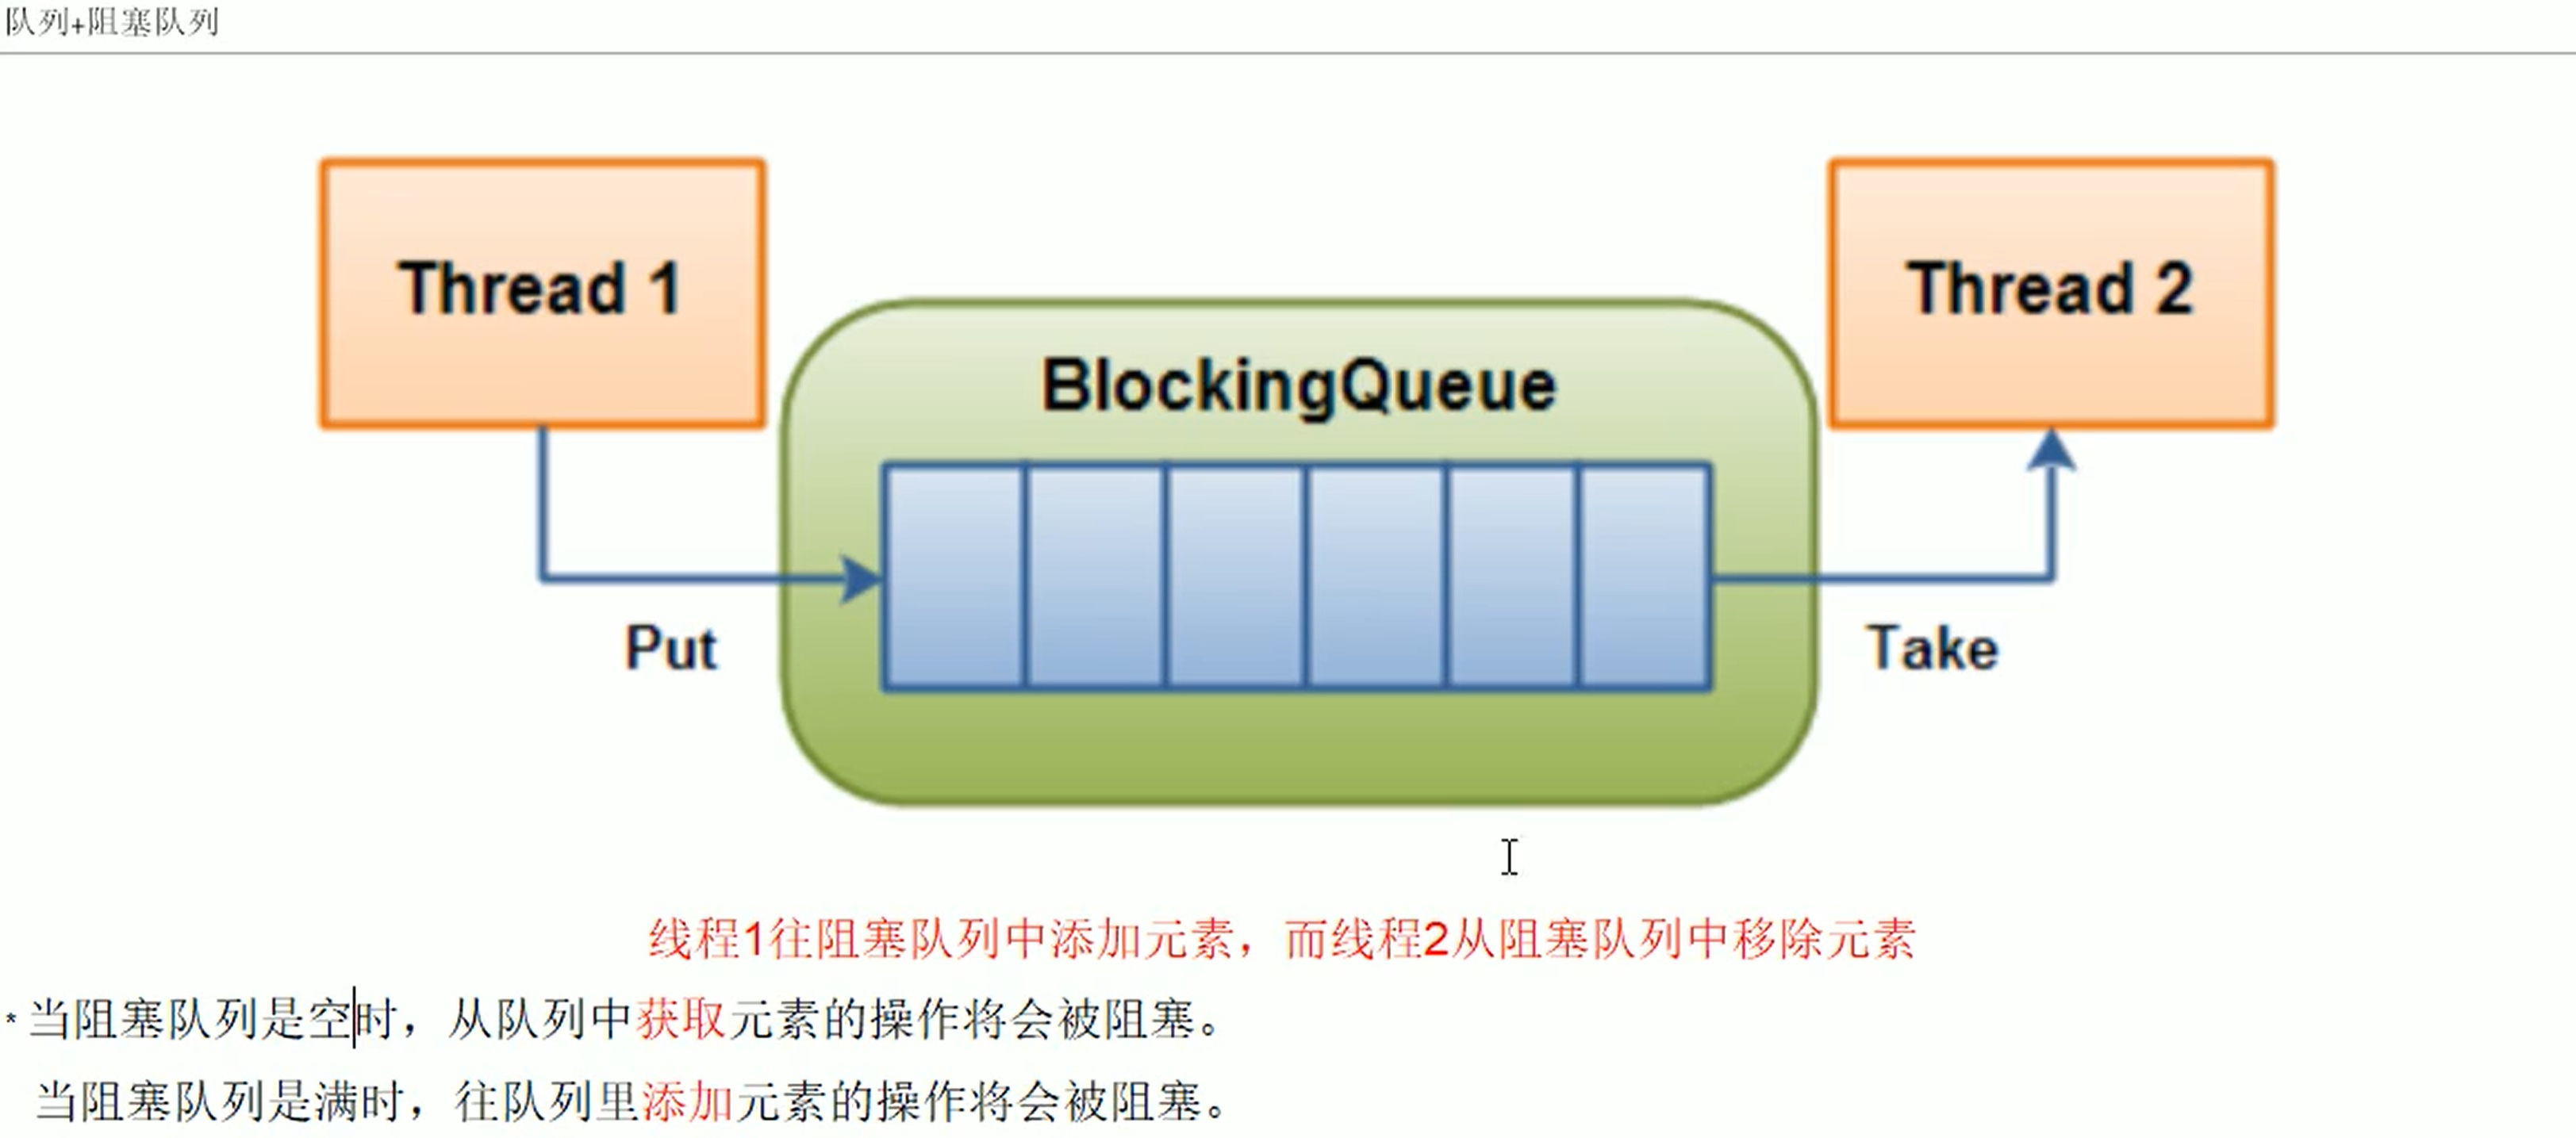 队列+阻塞队列
Thread 1
Thread 2
BlockingQueue
Put
Take
线程1往阻塞队列中添加元素，而线程2从阻塞队列中移除元素
* 当阻塞队列是空时，从队列中获取元素的操作将会被阻塞。
当阻塞队列是满时，往队列里添加元素的操作将会被阻塞。